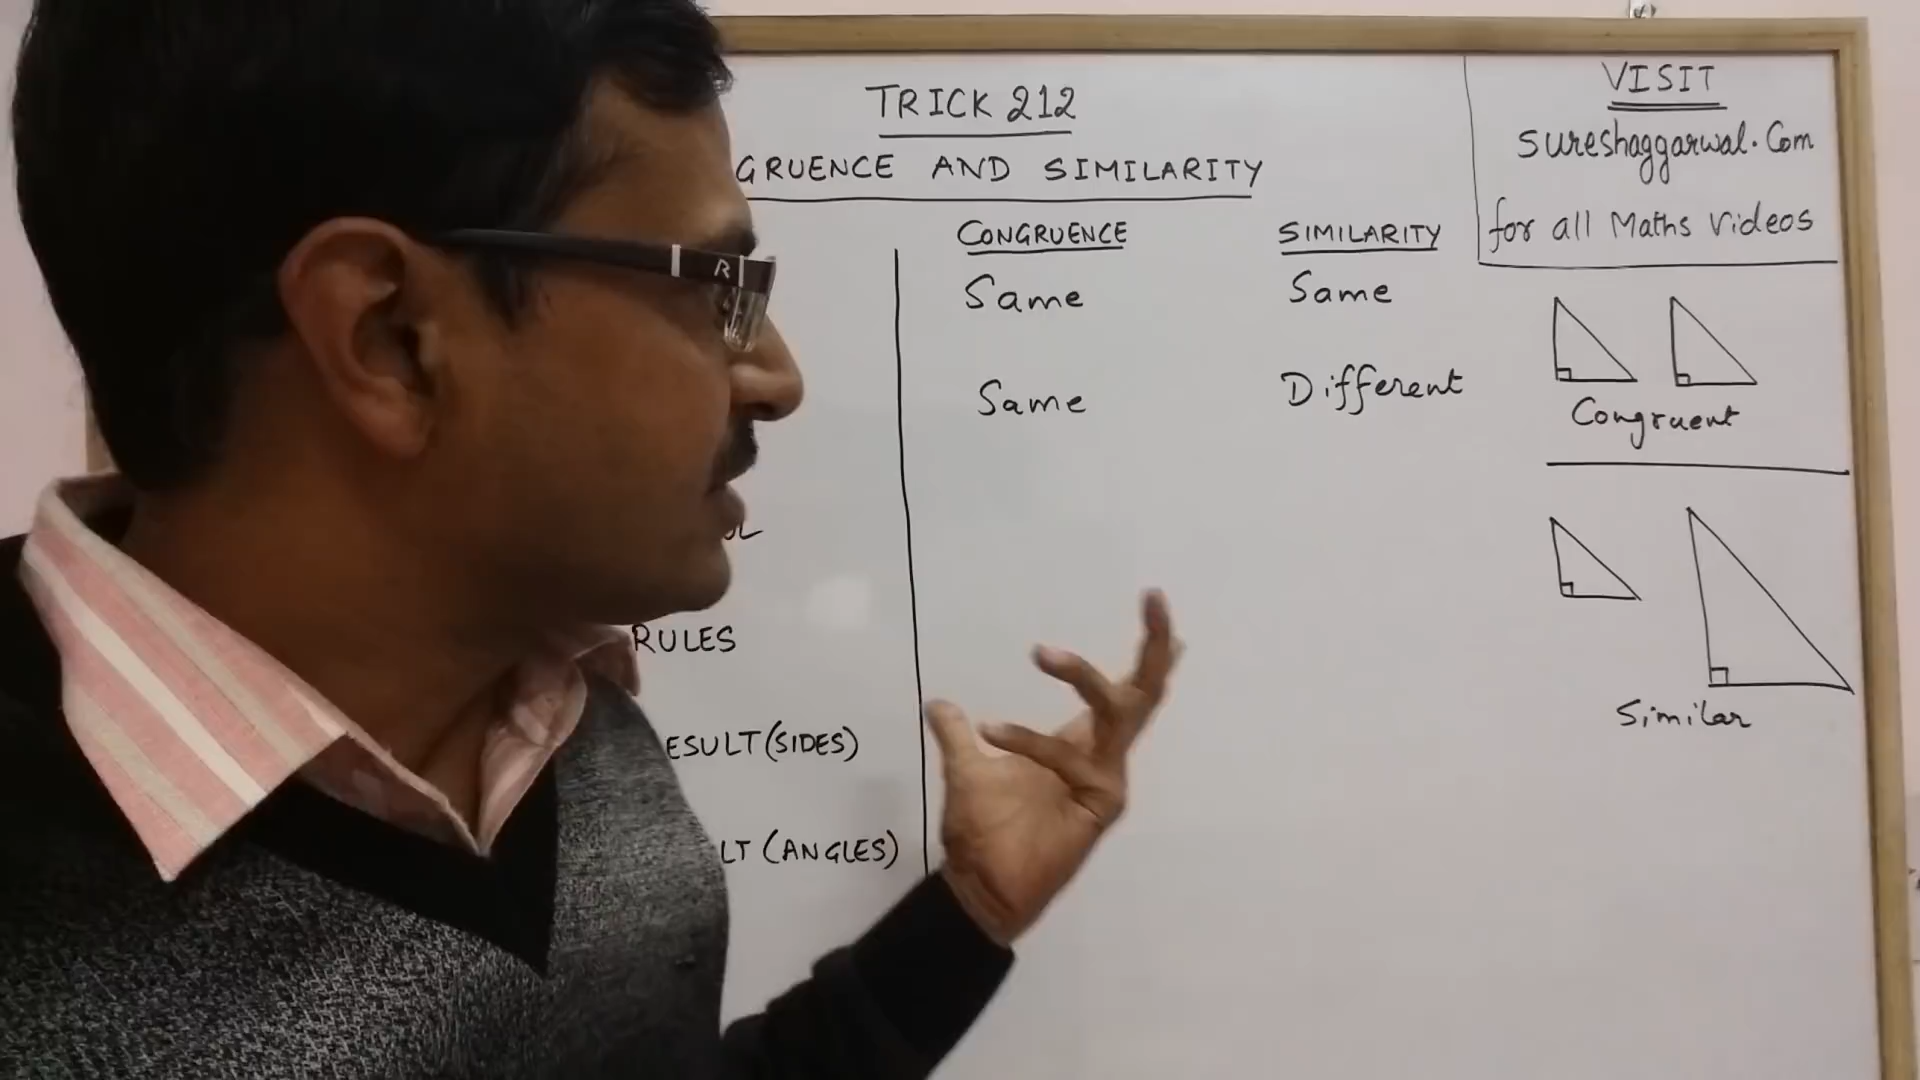 TRICK 212
GRUENCE AND SIMILARITY
VISIT
sureshaggarwal.Com
for all Maths Videos
CONGRUENCE SIMILARITY
Same Same
Same Different
Congruent
RULES
Similar
ESULT (SIDES)
LT (ANGLES)
R